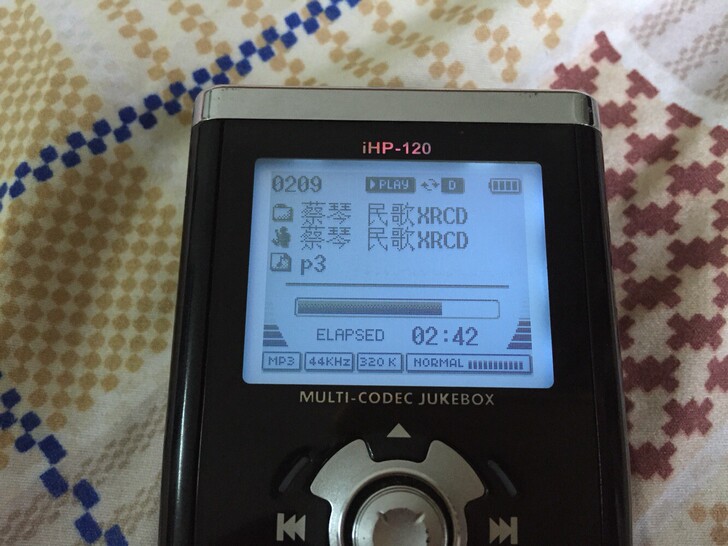 iHP-120
0209 PLAY D
蔡琴 民歌XRCD
蔡琴 民歌XRCD
p3
ELAPSED 02:42
MP3 44KHz 320 K NORMAL
MULTI-CODEC JUKEBOX